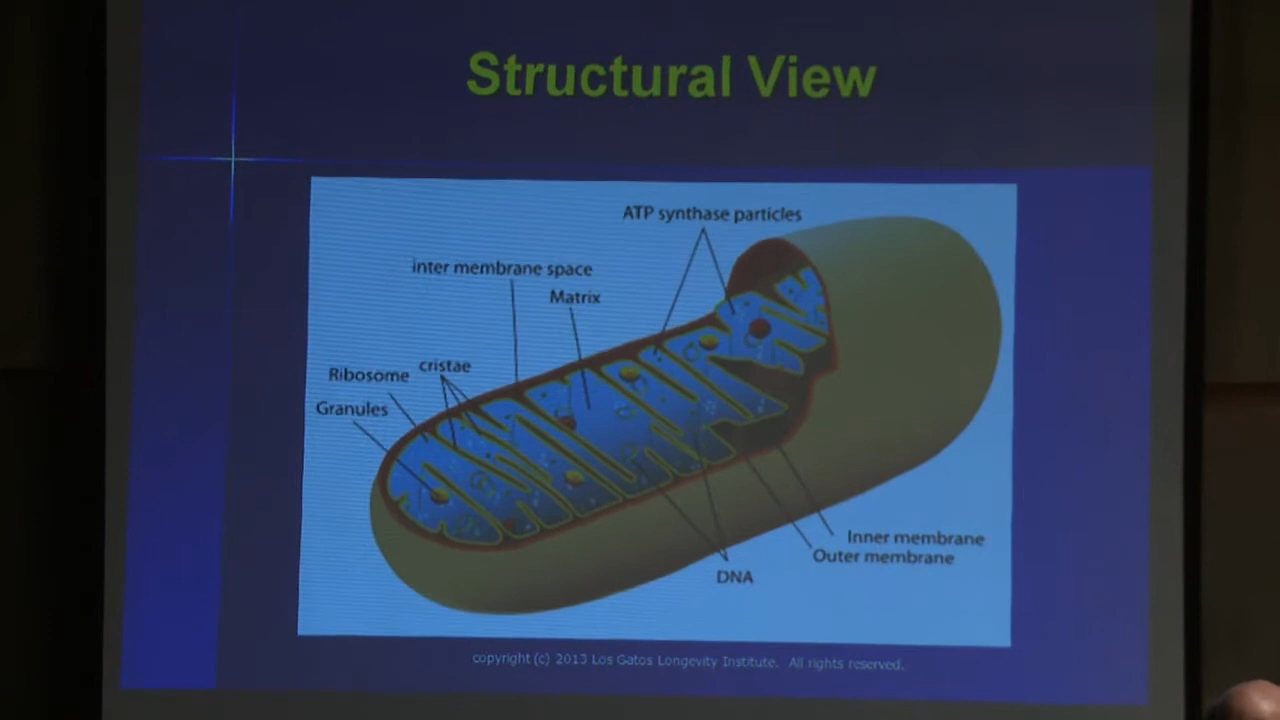 Structural View
ATP synthase particles
inter membrane space
Matrix
cristae
Ribosome
Granules
Inner membrane
Outer membrane
DNA
copyright (c) 2013 Los Gatos Longevity Institute. All rights reserved.